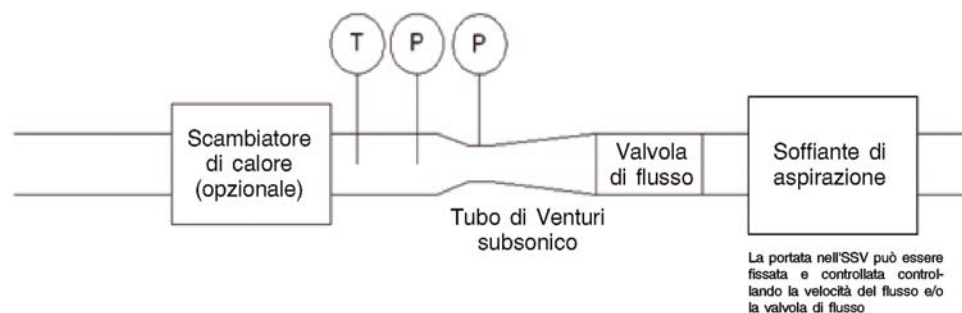 T P P
Scambiatore
di calore
(opzionale)
Valvola
di flusso
Soffiante di
aspirazione
Tubo di Venturi
subsonico
La portata nell'SSV può essere
fissata e controllata control-
lando la velocità del flusso e/o
la valvola di flusso